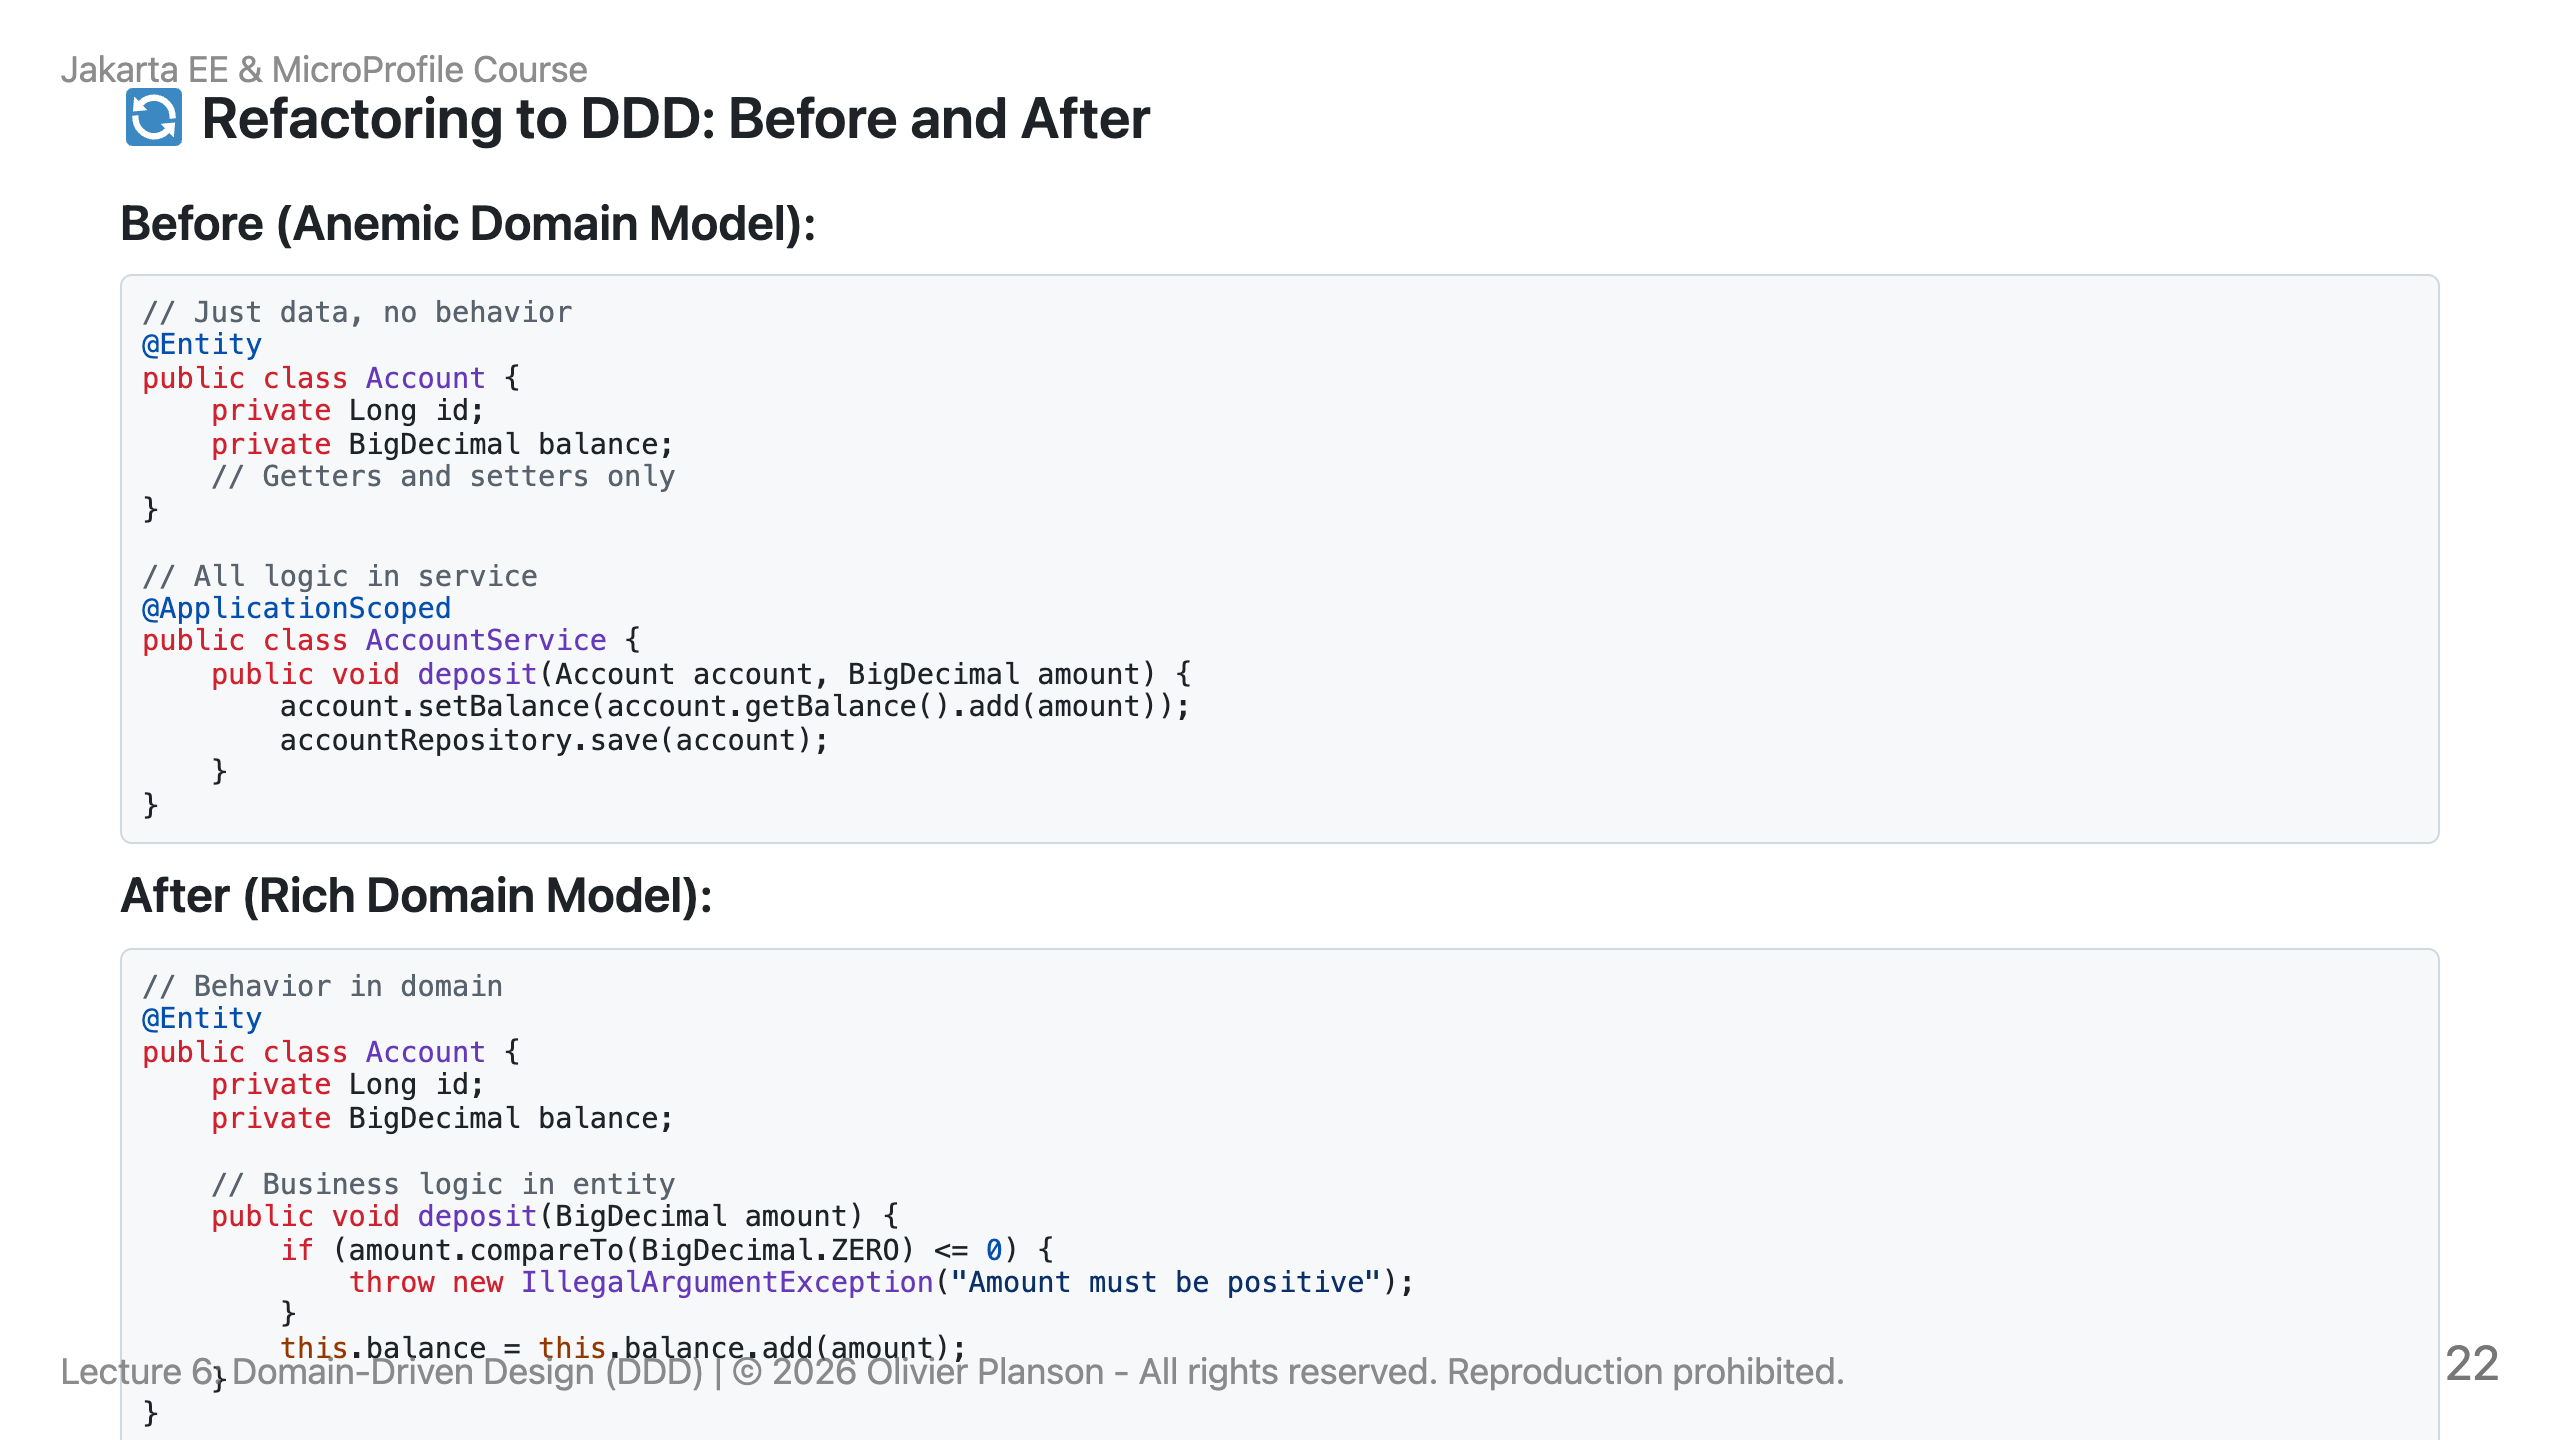 Jakarta EE & MicroProfile Course
🔄 Refactoring to DDD: Before and After
Before (Anemic Domain Model):
// Just data, no behavior
@Entity
public class Account {
    private Long id;
    private BigDecimal balance;
    // Getters and setters only
}

// All logic in service
@ApplicationScoped
public class AccountService {
    public void deposit(Account account, BigDecimal amount) {
        account.setBalance(account.getBalance().add(amount));
        accountRepository.save(account);
    }
}
After (Rich Domain Model):
// Behavior in domain
@Entity
public class Account {
    private Long id;
    private BigDecimal balance;

    // Business logic in entity
    public void deposit(BigDecimal amount) {
        if (amount.compareTo(BigDecimal.ZERO) <= 0) {
            throw new IllegalArgumentException("Amount must be positive");
        }
        this.balance = this.balance.add(amount);
    }
}
Lecture 6: Domain-Driven Design (DDD) | © 2026 Olivier Planson - All rights reserved. Reproduction prohibited.
22